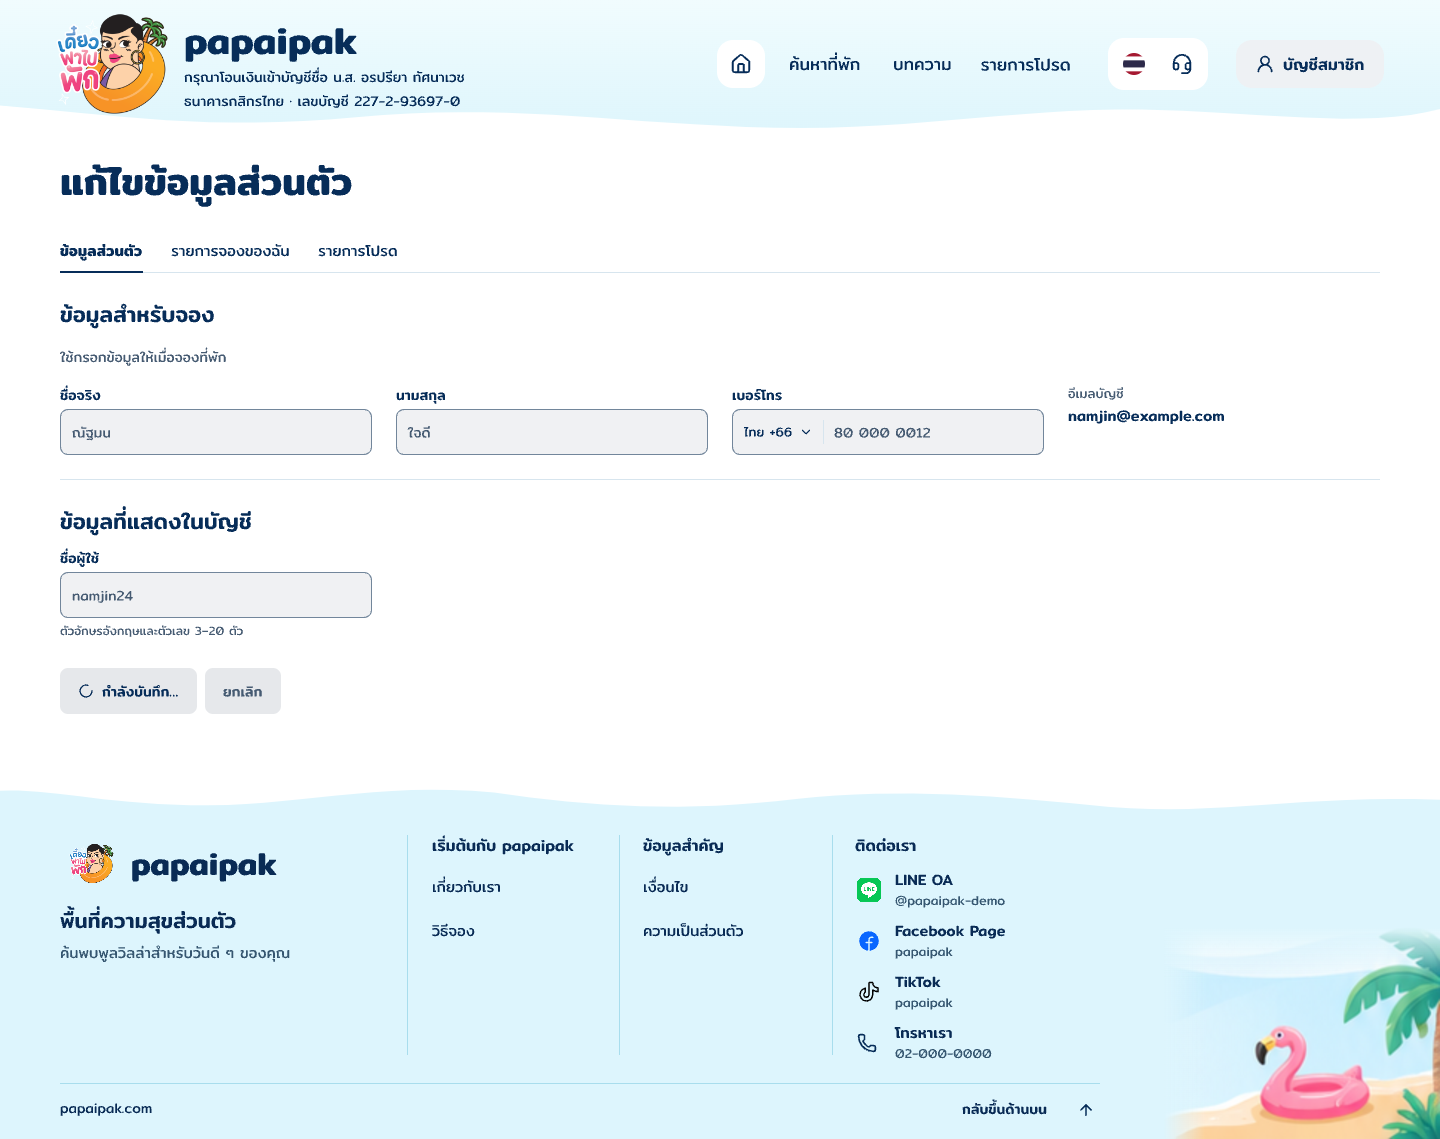 เดี๋ยว
พาไป
พัก
papaipak
กรุณาโอนเงินเข้าบัญชีชื่อ น.ส. อรปรียา ทัศนาเวช
ธนาคารกสิกรไทย · เลขบัญชี 227-2-93697-0
ค้นหาที่พัก
บทความ
รายการโปรด
บัญชีสมาชิก
แก้ไขข้อมูลส่วนตัว
ข้อมูลส่วนตัว
รายการจองของฉัน
รายการโปรด
ข้อมูลสำหรับจอง
ใช้กรอกข้อมูลให้เมื่อจองที่พัก
ชื่อจริง
นามสกุล
เบอร์โทร
อีเมลบัญชี
ณัฐมน
ใจดี
ไทย +66
80 000 0012
namjin@example.com
ข้อมูลที่แสดงในบัญชี
ชื่อผู้ใช้
namjin24
ตัวอักษรอังกฤษและตัวเลข 3–20 ตัว
กำลังบันทึก...
ยกเลิก
เดี๋ยว
พาไป
พัก
papaipak
พื้นที่ความสุขส่วนตัว
ค้นพบพูลวิลล่าสำหรับวันดี ๆ ของคุณ
เริ่มต้นกับ papaipak
เกี่ยวกับเรา
วิธีจอง
ข้อมูลสำคัญ
เงื่อนไข
ความเป็นส่วนตัว
ติดต่อเรา
LINE
LINE OA
@papaipak-demo
Facebook Page
papaipak
TikTok
papaipak
โทรหาเรา
02-000-0000
papaipak.com
กลับขึ้นด้านบน